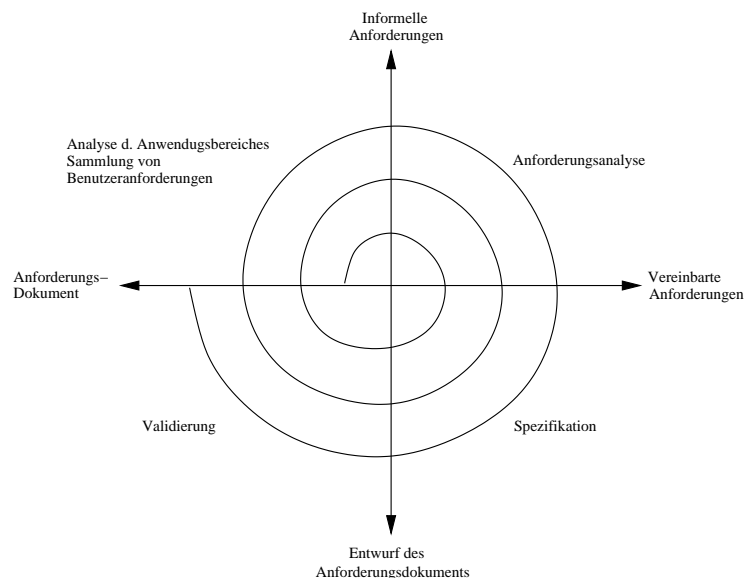 Informelle
Anforderungen
Analyse d. Anwendugsbereiches
Sammlung von
Benutzeranforderungen
Anforderungsanalyse
Anforderungs–
Dokument
Vereinbarte
Anforderungen
Validierung
Spezifikation
Entwurf des
Anforderungsdokuments